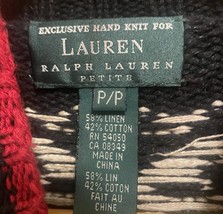 EXCLUSIVE HAND KNIT FOR
LAUREN
RALPH LAUREN
PETITE
P/P
58% LINEN
42% COTTON
RN 54050
CA 08349
MADE IN
CHINA
58% LIN
42% COTON
FAIT AU
CHINE